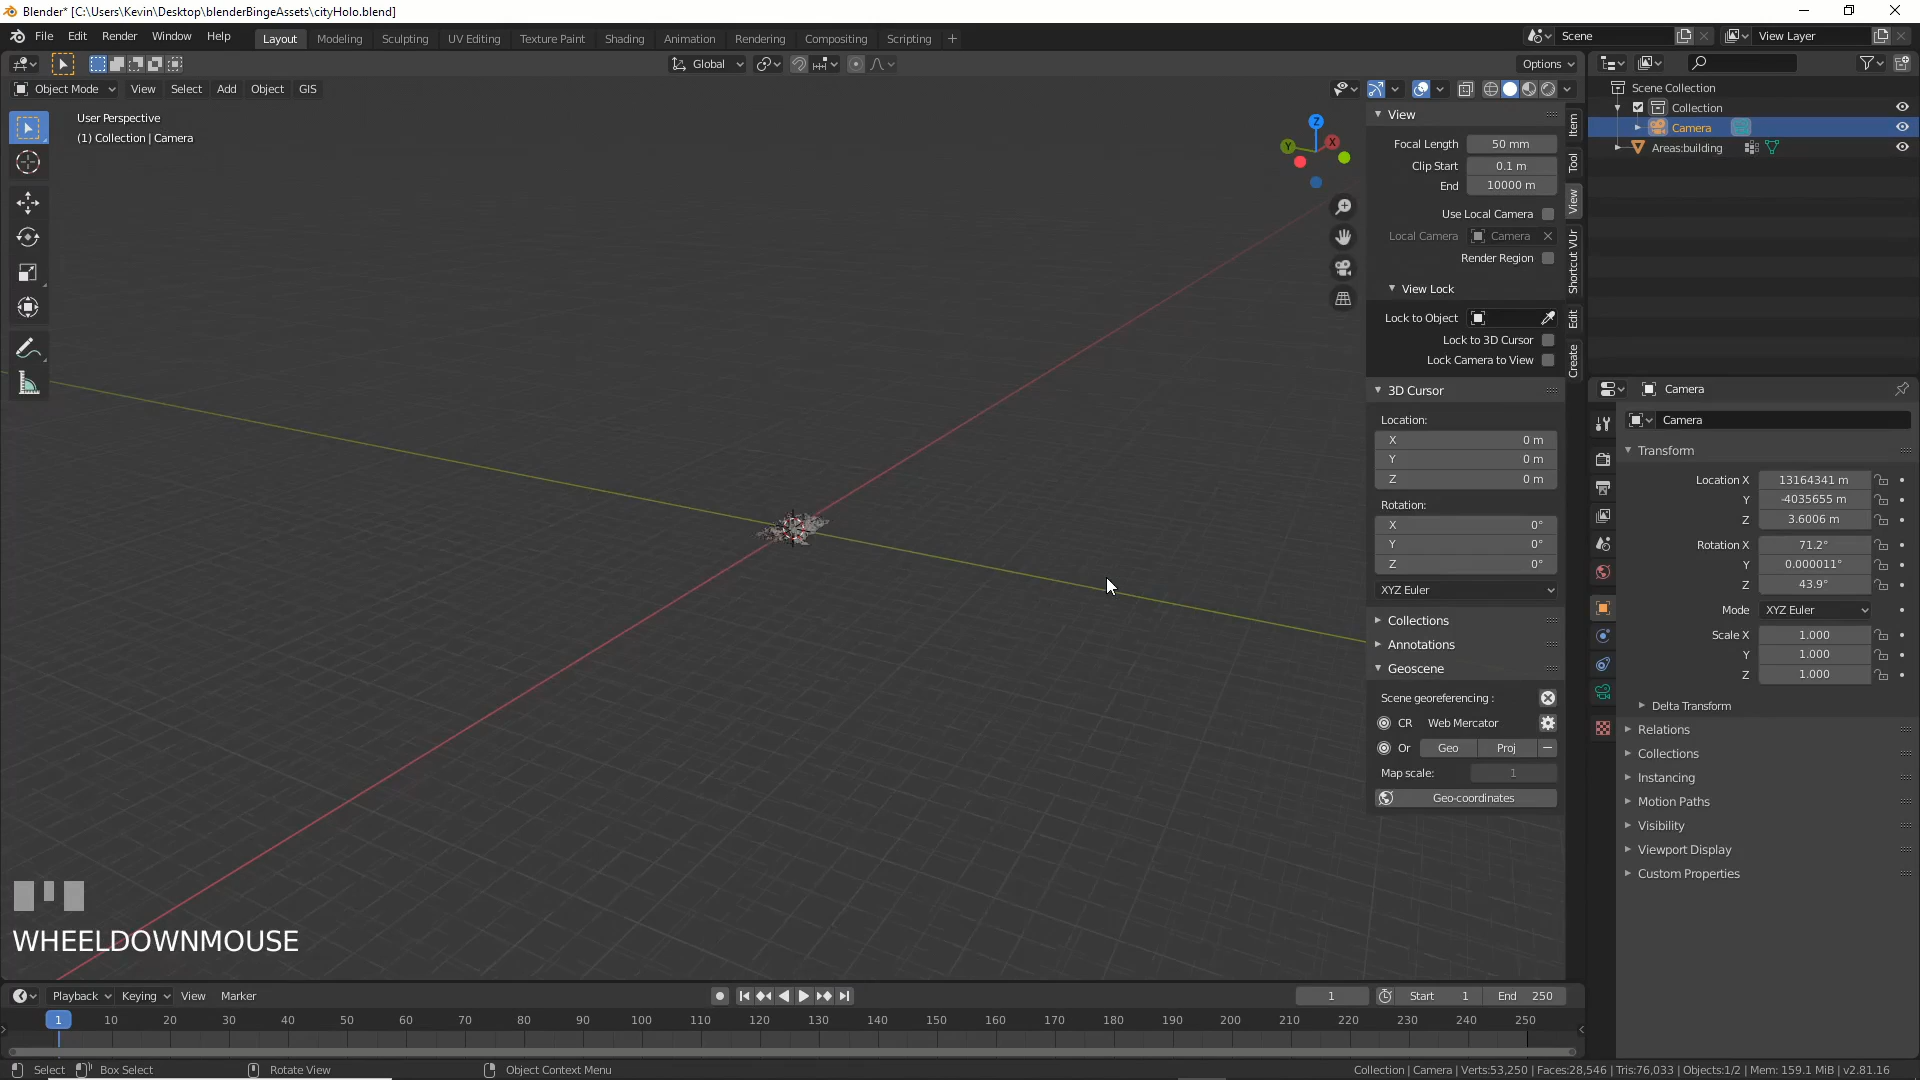 Blender* [C:\Users\Kevin\Desktop\blenderBingeAssets\cityHolo.blend]
File Edit Render Window Help Layout Modeling Sculpting UV Editing Texture Paint Shading Animation Rendering Compositing Scripting + Scene View Layer
Global Options
Object Mode View Select Add Object GIS
User Perspective
(1) Collection | Camera
Z
Y
X
View
Focal Length 50 mm
Clip Start 0.1 m
End 10000 m
Use Local Camera
Local Camera Camera
Render Region
View Lock
Lock to Object
Lock to 3D Cursor
Lock Camera to View
3D Cursor
Location:
X 0 m
Y 0 m
Z 0 m
Rotation:
X 0°
Y 0°
Z 0°
XYZ Euler
Collections
Annotations
Geoscene
Scene georeferencing :
CR Web Mercator
Or Geo Proj
Map scale: 1
Geo-coordinates
Item
Tool
View
Shortcut VUr
Edit
Create
Scene Collection
Collection
Camera
Areas:building
Camera
Camera
Transform
Location X 13164341 m
Y -4035655 m
Z 3.6006 m
Rotation X 71.2°
Y 0.000011°
Z 43.9°
Mode XYZ Euler
Scale X 1.000
Y 1.000
Z 1.000
Delta Transform
Relations
Collections
Instancing
Motion Paths
Visibility
Viewport Display
Custom Properties
WHEELDOWNMOUSE
Playback Keying View Marker 1 Start 1 End 250
1 10 20 30 40 50 60 70 80 90 100 110 120 130 140 150 160 170 180 190 200 210 220 230 240 250
Select Box Select Rotate View Object Context Menu Collection | Camera | Verts:53,250 | Faces:28,546 | Tris:76,033 | Objects:1/2 | Mem: 159.1 MiB | v2.81.16